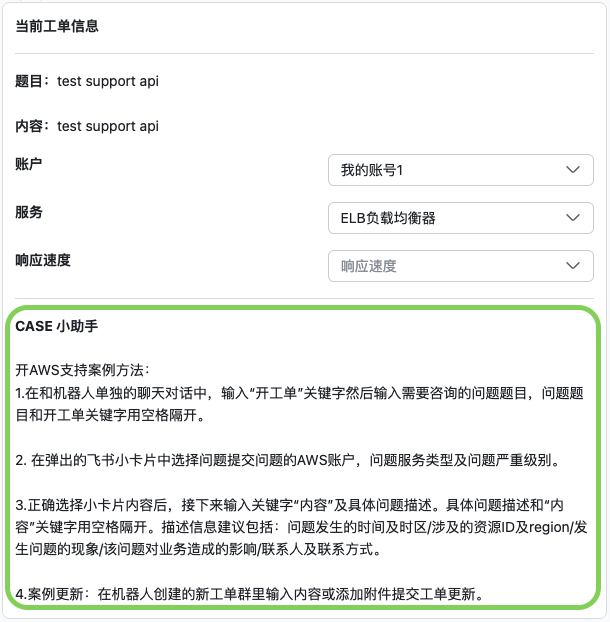 当前工单信息
题目：test support api
内容：test support api
账户
我的账号1
服务
ELB负载均衡器
响应速度
响应速度
CASE 小助手
开AWS支持案例方法：
1.在和机器人单独的聊天对话中，输入“开工单”关键字然后输入需要咨询的问题题目，问题题
目和开工单关键字用空格隔开。
2. 在弹出的飞书小卡片中选择问题提交问题的AWS账户，问题服务类型及问题严重级别。
3.正确选择小卡片内容后，接下来输入关键字“内容”及具体问题描述。具体问题描述和“内
容”关键字用空格隔开。描述信息建议包括：问题发生的时间及时区/涉及的资源ID及region/发
生问题的现象/该问题对业务造成的影响/联系人及联系方式。
4.案例更新：在机器人创建的新工单群里输入内容或添加附件提交工单更新。